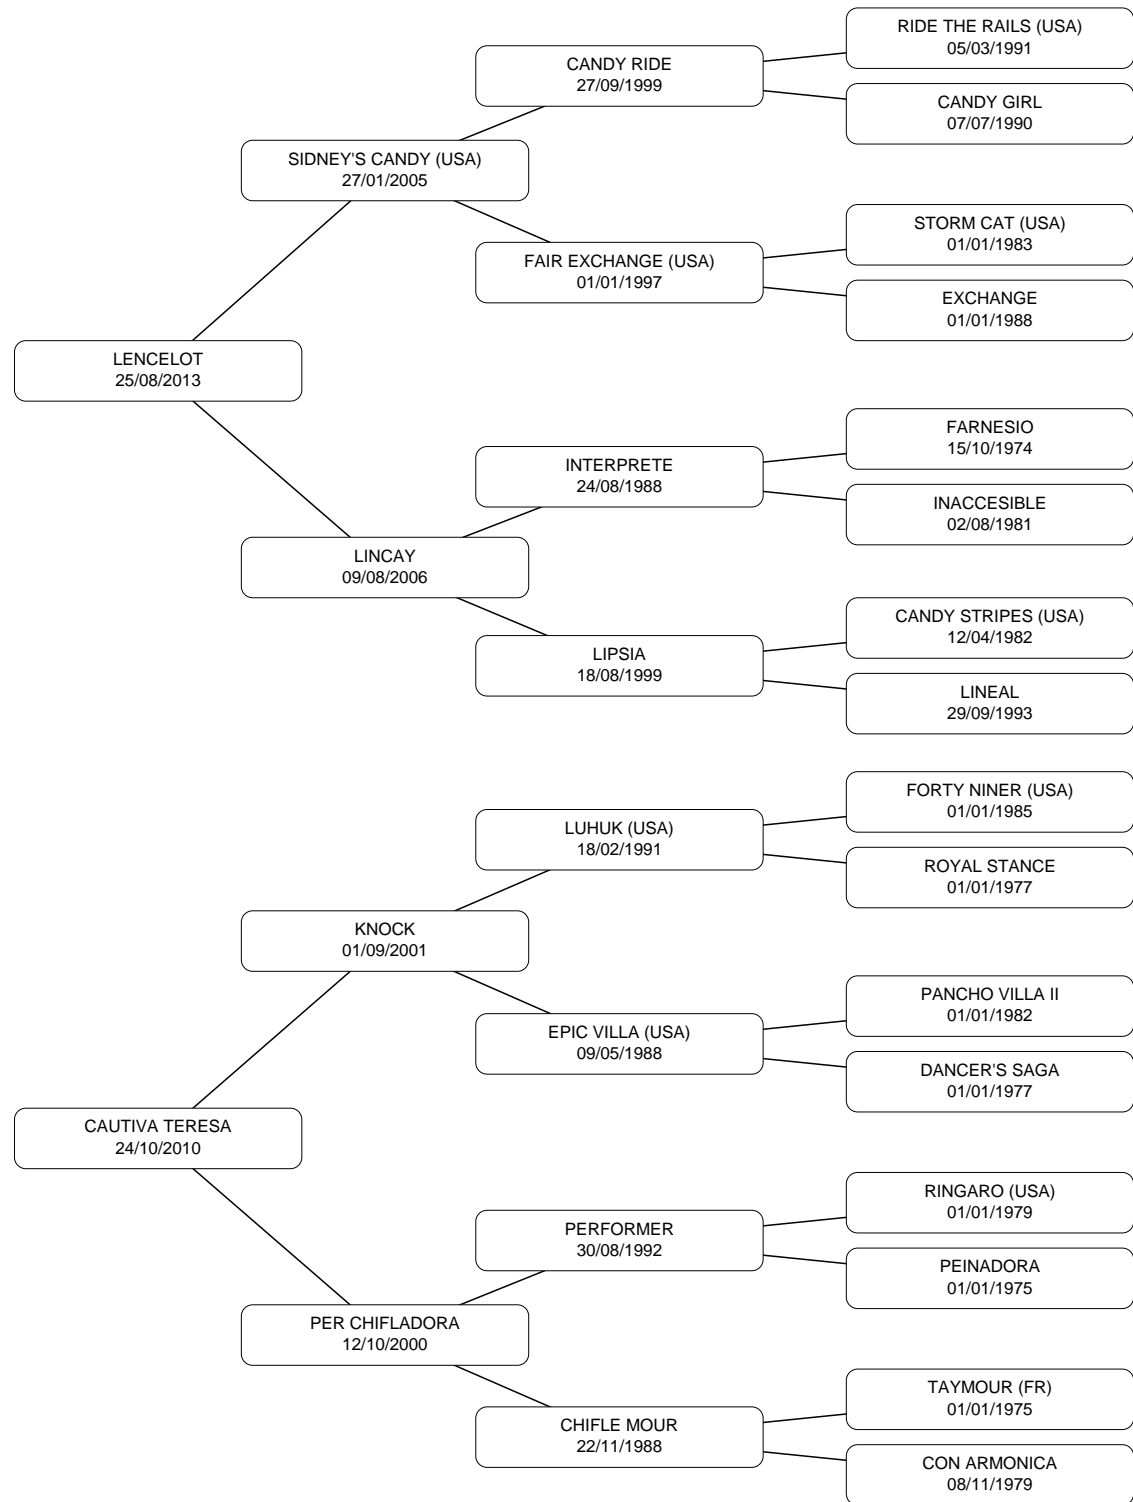 RIDE THE RAILS (USA)
05/03/1991
CANDY RIDE
27/09/1999
CANDY GIRL
07/07/1990
SIDNEY'S CANDY (USA)
27/01/2005
STORM CAT (USA)
01/01/1983
FAIR EXCHANGE (USA)
01/01/1997
EXCHANGE
01/01/1988
LENCELOT
25/08/2013
FARNESIO
15/10/1974
INTERPRETE
24/08/1988
INACCESIBLE
02/08/1981
LINCAY
09/08/2006
CANDY STRIPES (USA)
12/04/1982
LIPSIA
18/08/1999
LINEAL
29/09/1993
FORTY NINER (USA)
01/01/1985
LUHUK (USA)
18/02/1991
ROYAL STANCE
01/01/1977
KNOCK
01/09/2001
PANCHO VILLA II
01/01/1982
EPIC VILLA (USA)
09/05/1988
DANCER'S SAGA
01/01/1977
CAUTIVA TERESA
24/10/2010
RINGARO (USA)
01/01/1979
PERFORMER
30/08/1992
PEINADORA
01/01/1975
PER CHIFLADORA
12/10/2000
TAYMOUR (FR)
01/01/1975
CHIFLE MOUR
22/11/1988
CON ARMONICA
08/11/1979